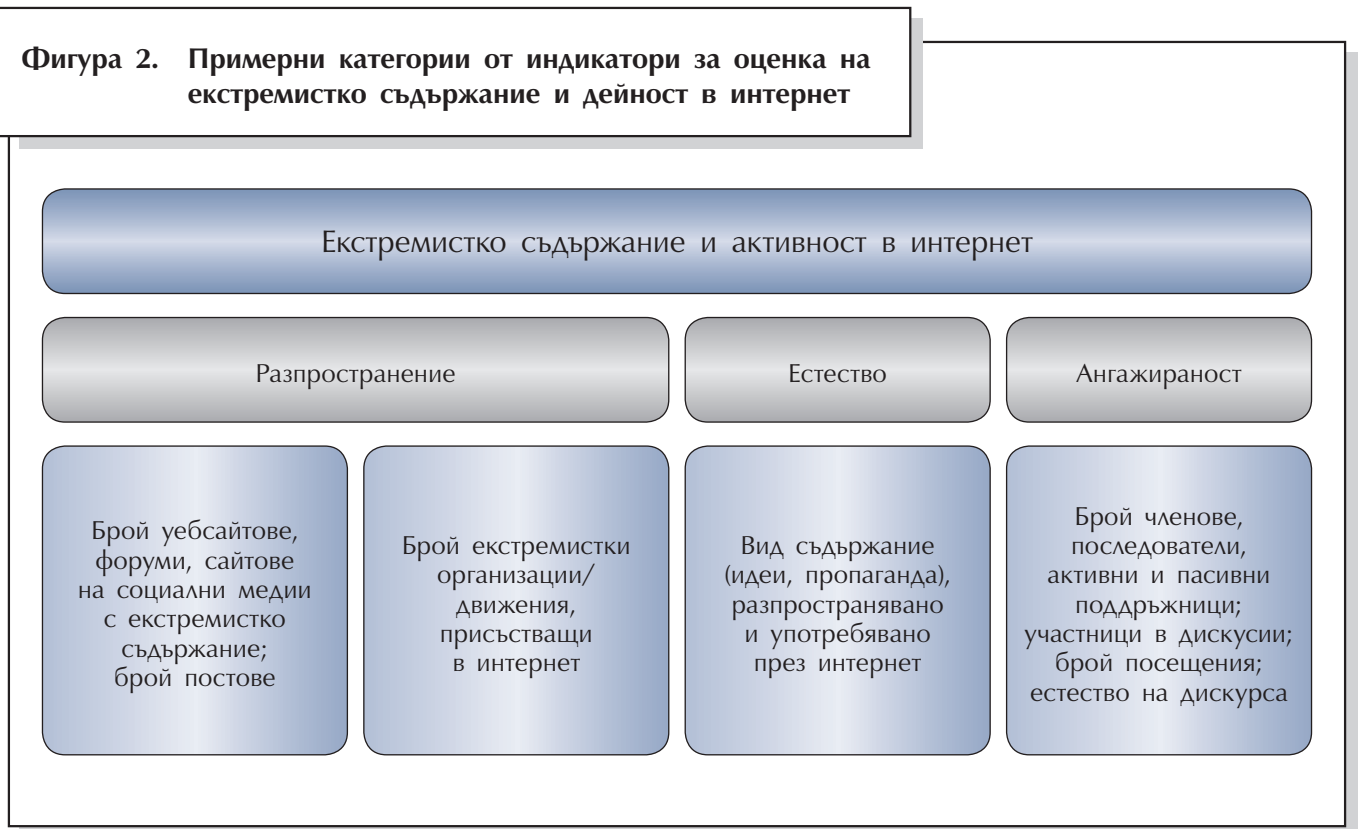 Фигура 2. Примерни категории от индикатори за оценка на
екстремистко съдържание и дейност в интернет
Екстремистко съдържание и активност в интернет
Разпространение
Естество
Ангажираност
Брой уебсайтове,
форуми, сайтове
на социални медии
с екстремистко
съдържание;
брой постове
Брой екстремистки
организации/
движения,
присъстващи
в интернет
Вид съдържание
(идеи, пропаганда),
разпространявано
и употребявано
през интернет
Брой членове,
последователи,
активни и пасивни
поддръжници;
участници в дискусии;
брой посещения;
естество на дискурса